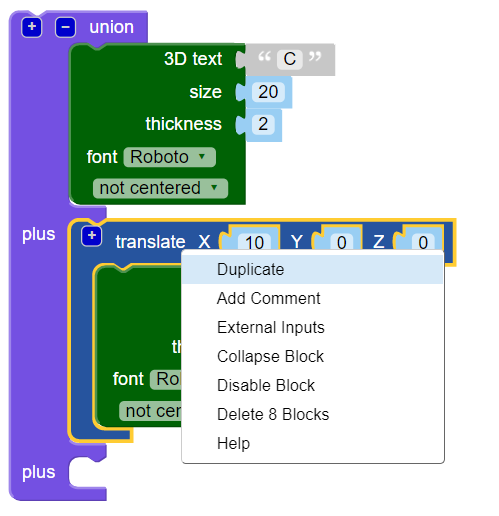 + − union
3D text “ C ”
size 20
thickness 2
font Roboto
not centered
plus + translate X 10 Y 0 Z 0
Duplicate
Add Comment
External Inputs
th Collapse Block
font Ro Disable Block
not cen Delete 8 Blocks
Help
plus